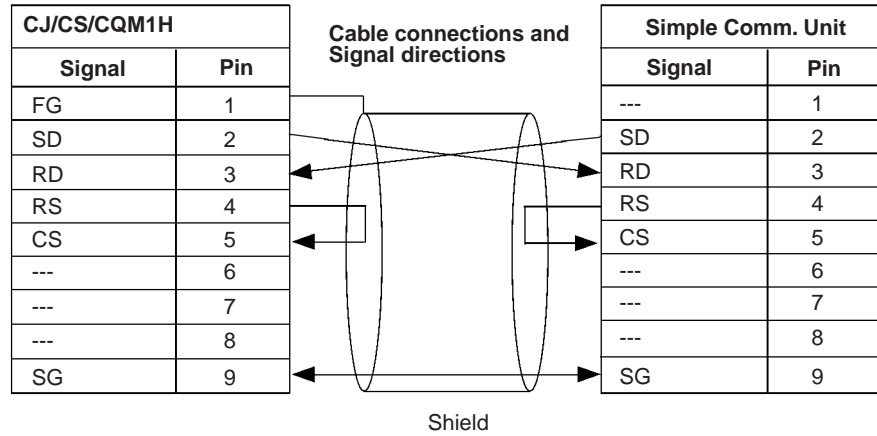 CJ/CS/CQM1H
Cable connections and
Signal directions
Simple Comm. Unit
Signal Pin
Signal Pin
FG 1
--- 1
SD 2
SD 2
RD 3
RD 3
RS 4
RS 4
CS 5
CS 5
--- 6
--- 6
--- 7
--- 7
--- 8
--- 8
SG 9
SG 9
Shield